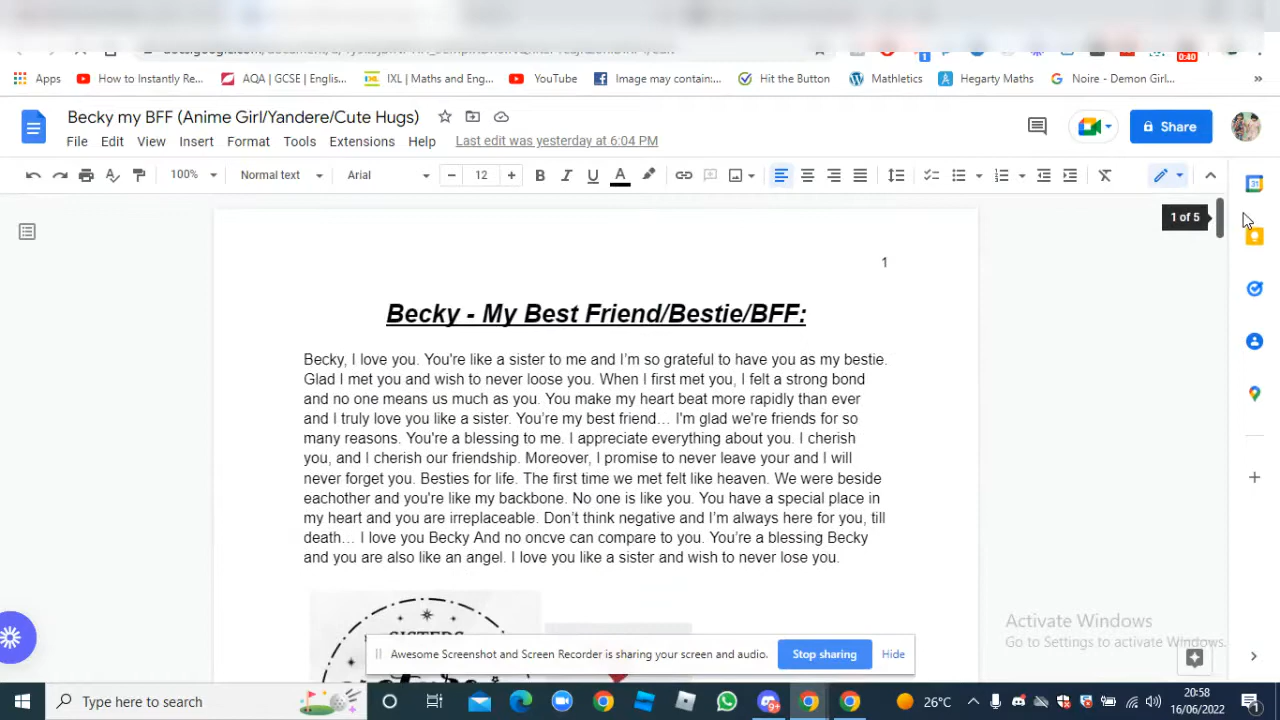 0:40
Apps
How to Instantly Re...
AQA | GCSE | Englis...
IXL | Maths and Eng...
YouTube
Image may contain:...
Hit the Button
Mathletics
Hegarty Maths
Noire - Demon Girl...
»
Becky my BFF (Anime Girl/Yandere/Cute Hugs)
Share
File Edit View Insert Format Tools Extensions Help Last edit was yesterday at 6:04 PM
100% Normal text Arial 12 B I U A
31
1 of 5
1
Becky - My Best Friend/Bestie/BFF:
Becky, I love you. You're like a sister to me and I'm so grateful to have you as my bestie.
Glad I met you and wish to never loose you. When I first met you, I felt a strong bond
and no one means us much as you. You make my heart beat more rapidly than ever
and I truly love you like a sister. You're my best friend… I'm glad we're friends for so
many reasons. You're a blessing to me. I appreciate everything about you. I cherish
you, and I cherish our friendship. Moreover, I promise to never leave your and I will
never forget you. Besties for life. The first time we met felt like heaven. We were beside
eachother and you're like my backbone. No one is like you. You have a special place in
my heart and you are irreplaceable. Don't think negative and I'm always here for you, till
death… I love you Becky And no oncve can compare to you. You're a blessing Becky
and you are also like an angel. I love you like a sister and wish to never lose you.
SISTERS
Activate Windows
Go to Settings to activate Windows.
Awesome Screenshot and Screen Recorder is sharing your screen and audio.
Stop sharing
Hide
Type here to search
9+
26°C
20:58
16/06/2022
1